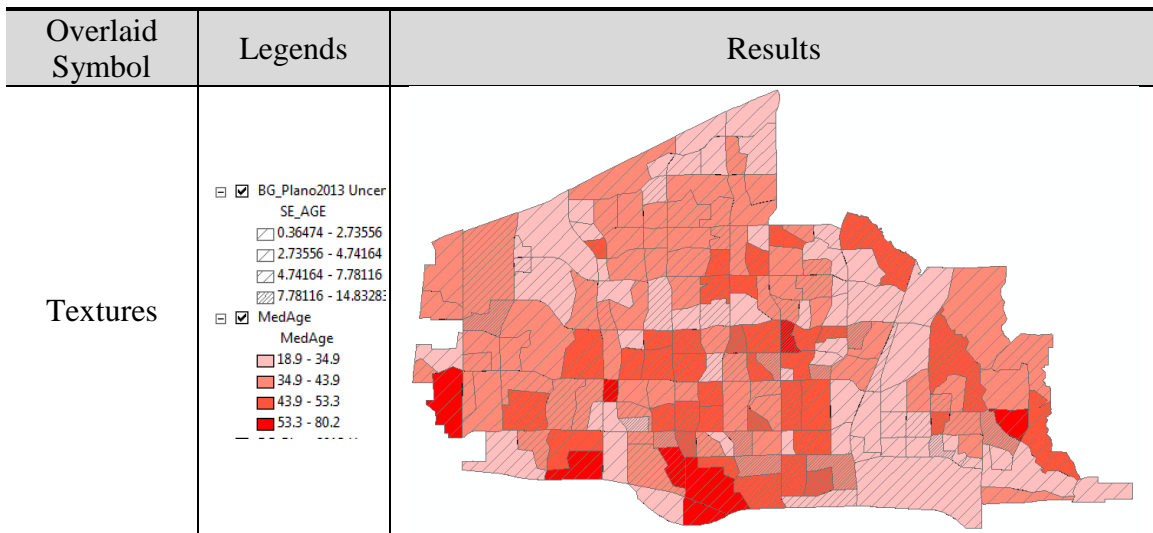 Overlaid
Symbol
Legends
Results
Textures
BG_Plano2013 Uncer
SE_AGE
0.36474 - 2.73556
2.73556 - 4.74164
4.74164 - 7.78116
7.78116 - 14.8328
MedAge
MedAge
18.9 - 34.9
34.9 - 43.9
43.9 - 53.3
53.3 - 80.2